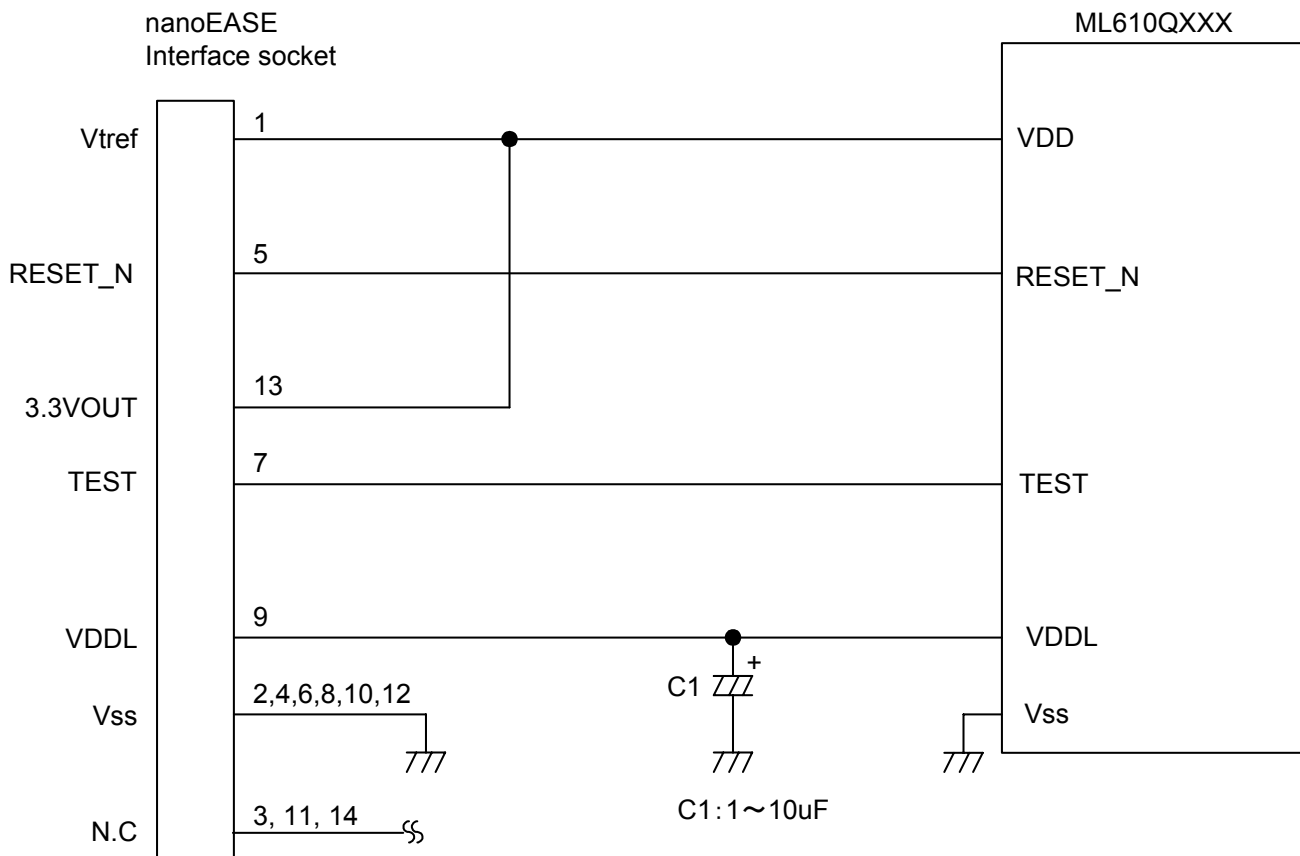 nanoEASE
Interface socket
ML610QXXX
Vtref
1
VDD
RESET_N
5
RESET_N
3.3VOUT
13
TEST
7
TEST
VDDL
9
VDDL
+
C1
Vss
2,4,6,8,10,12
Vss
C1:1～10uF
N.C
3, 11, 14